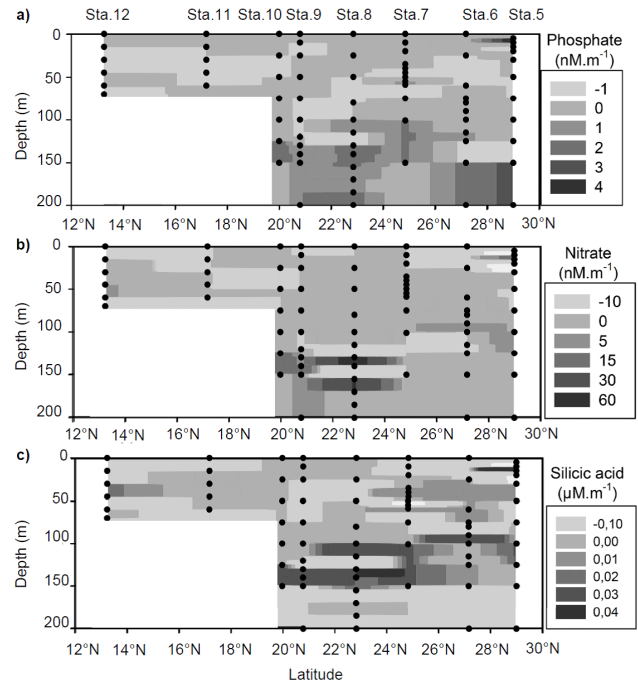 Sta.12 Sta.11 Sta.10 Sta.9 Sta.8 Sta.7 Sta.6 Sta.5
a)
Depth (m)
0
50
100
150
200
12°N 14°N 16°N 18°N 20°N 22°N 24°N 26°N 28°N 30°N
Phosphate
(nM.m-1)
-1
0
1
2
3
4
b)
Depth (m)
0
50
100
150
200
12°N 14°N 16°N 18°N 20°N 22°N 24°N 26°N 28°N 30°N
Nitrate
(nM.m-1)
-10
0
5
15
30
60
c)
Depth (m)
0
50
100
150
200
12°N 14°N 16°N 18°N 20°N 22°N 24°N 26°N 28°N 30°N
Latitude
Silicic acid
(µM.m-1)
-0,10
0,00
0,01
0,02
0,03
0,04